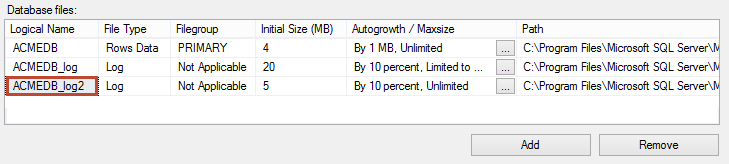 Database files:
Logical Name File Type Filegroup Initial Size (MB) Autogrowth / Maxsize Path
ACMEDB Rows Data PRIMARY 4 By 1 MB, Unlimited ... C:\Program Files\Microsoft SQL Server\M
ACMEDB_log Log Not Applicable 20 By 10 percent, Limited to ... ... C:\Program Files\Microsoft SQL Server\M
ACMEDB_log2 Log Not Applicable 5 By 10 percent, Unlimited ... C:\Program Files\Microsoft SQL Server\M
Add Remove